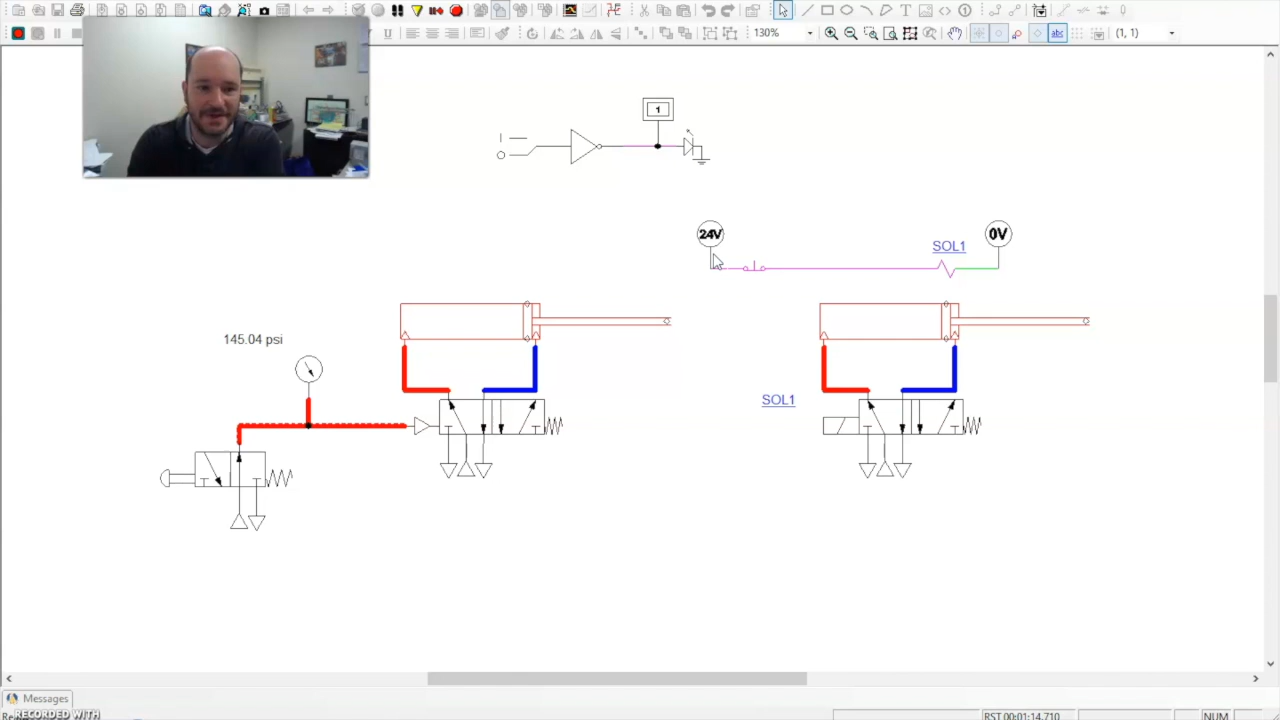 130%
(1, 1)
1
24V
0V
SOL1
145.04 psi
SOL1
Messages
RECORDED WITH
RST 00:01:14.710
NUM